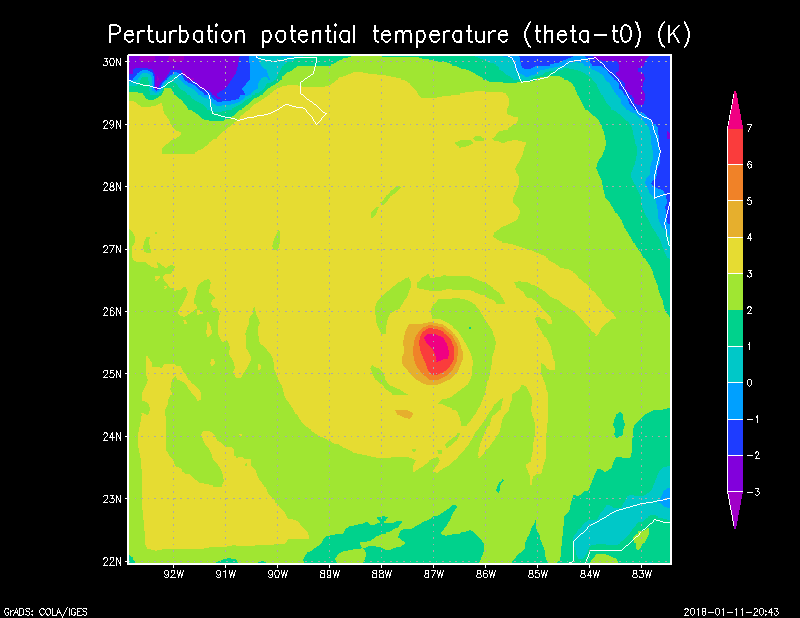 Perturbation potential temperature (theta-t0) (K)
30N
29N
28N
27N
26N
25N
24N
23N
22N
92W 91W 90W 89W 88W 87W 86W 85W 84W 83W
7
6
5
4
3
2
1
0
-1
-2
-3
GrADS: COLA/IGES
2018-01-11-20:43